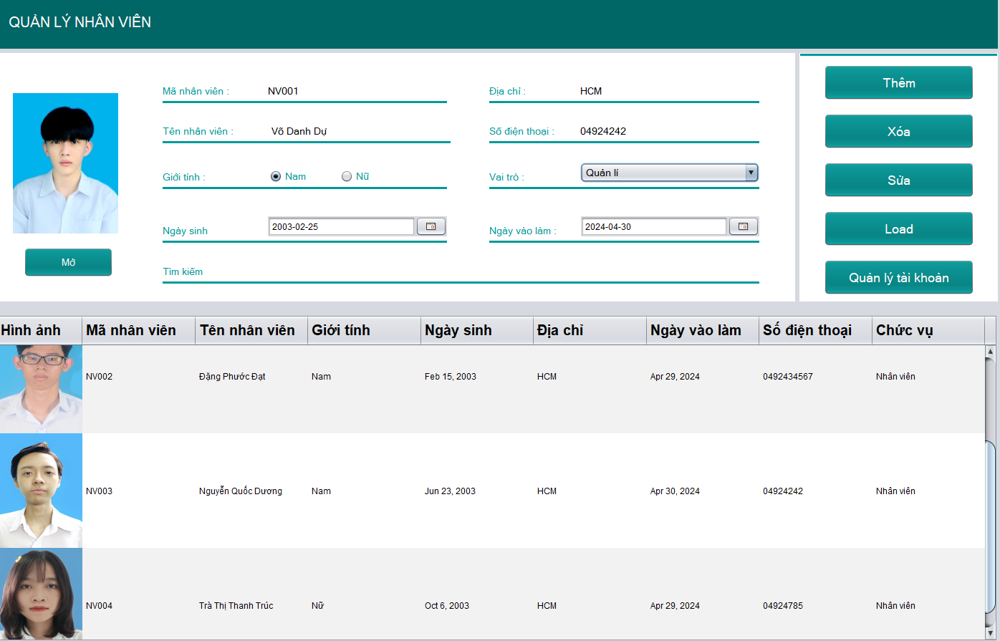 QUẢN LÝ NHÂN VIÊN
Mã nhân viên : NV001 Địa chỉ : HCM
Tên nhân viên : Võ Danh Dự Số điện thoại : 04924242
Giới tính : Nam Nữ Vai trò : Quản lí
Ngày sinh 2003-02-25 Ngày vào làm : 2024-04-30
Tìm kiếm
Mở
Thêm
Xóa
Sửa
Load
Quản lý tài khoản
Hình ảnh Mã nhân viên Tên nhân viên Giới tính Ngày sinh Địa chỉ Ngày vào làm Số điện thoại Chức vụ
NV002 Đặng Phước Đạt Nam Feb 15, 2003 HCM Apr 29, 2024 0492434567 Nhân viên
NV003 Nguyễn Quốc Dương Nam Jun 23, 2003 HCM Apr 30, 2024 04924242 Nhân viên
NV004 Trà Thị Thanh Trúc Nữ Oct 6, 2003 HCM Apr 29, 2024 04924785 Nhân viên